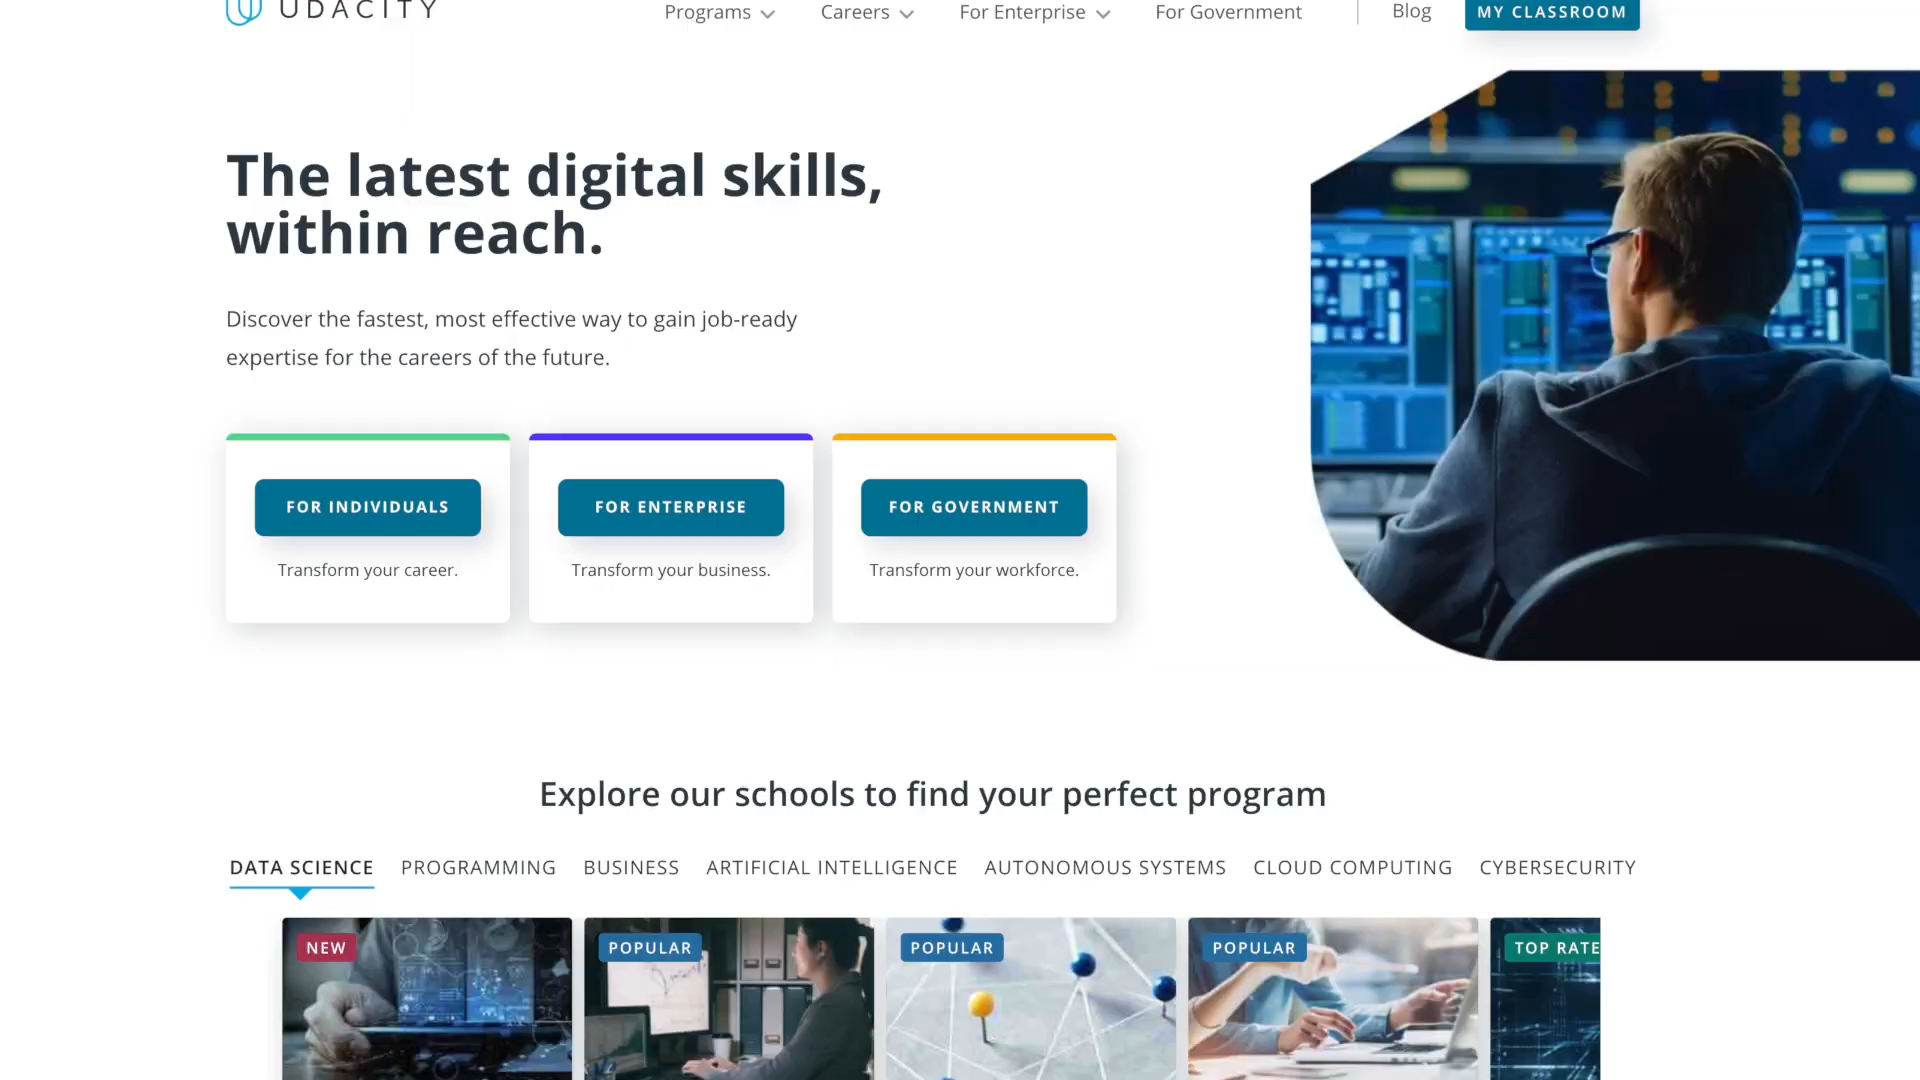 UDACITY
Programs
Careers
For Enterprise
For Government
Blog
MY CLASSROOM
The latest digital skills,
within reach.
Discover the fastest, most effective way to gain job-ready
expertise for the careers of the future.
FOR INDIVIDUALS
Transform your career.
FOR ENTERPRISE
Transform your business.
FOR GOVERNMENT
Transform your workforce.
Explore our schools to find your perfect program
DATA SCIENCE
PROGRAMMING
BUSINESS
ARTIFICIAL INTELLIGENCE
AUTONOMOUS SYSTEMS
CLOUD COMPUTING
CYBERSECURITY
NEW
POPULAR
POPULAR
POPULAR
TOP RATE